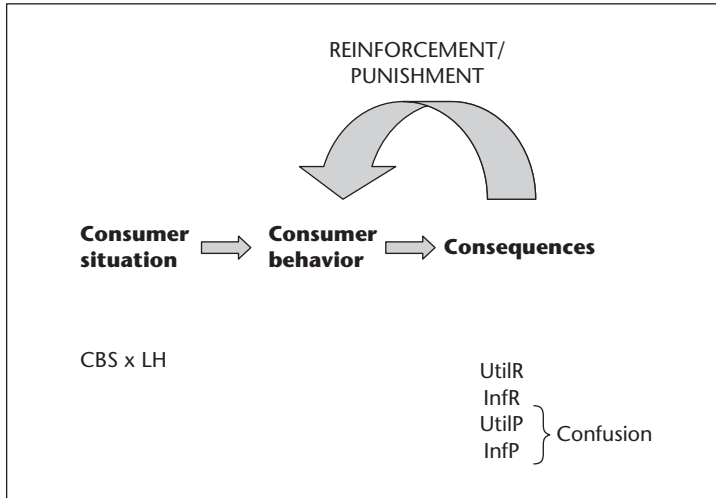 REINFORCEMENT/
PUNISHMENT
Consumer
situation
Consumer
behavior
Consequences
CBS x LH
UtilR
InfR
UtilP
InfP
Confusion